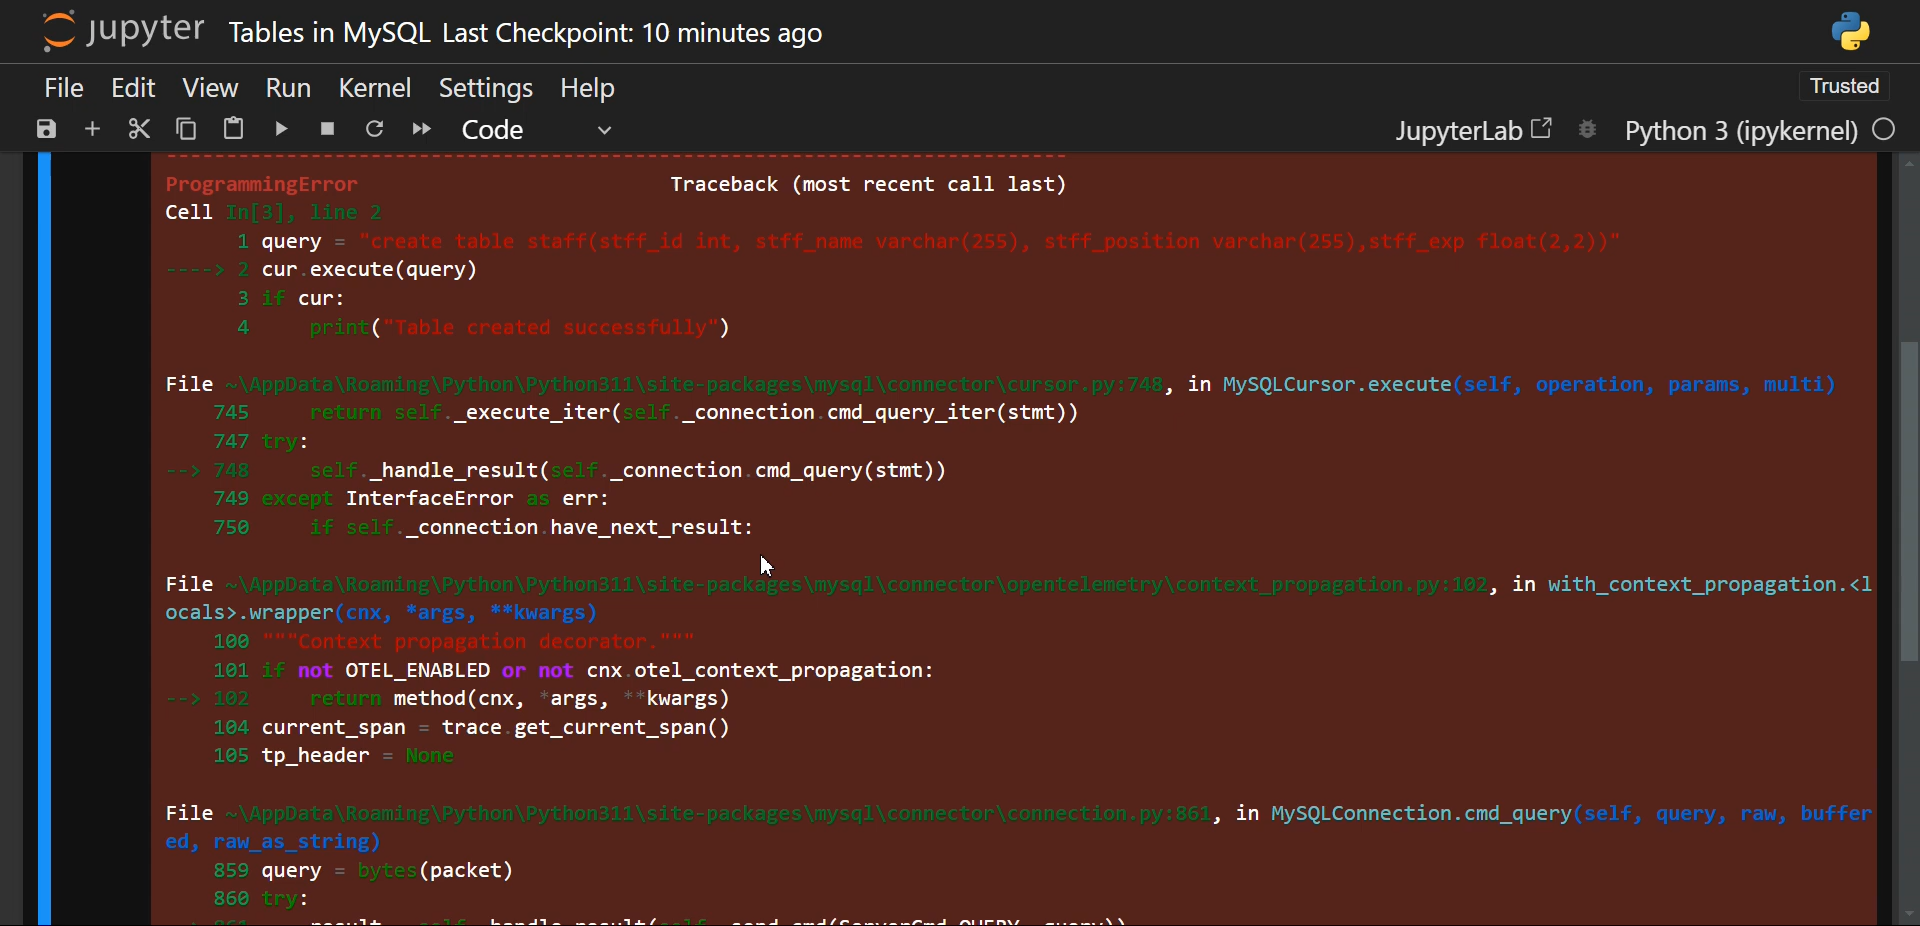 jupyter Tables in MySQL Last Checkpoint: 10 minutes ago
File Edit View Run Kernel Settings Help Trusted
Code JupyterLab Python 3 (ipykernel)
---------------------------------------------------------------------------
ProgrammingError Traceback (most recent call last)
Cell In[3], line 2
1 query = "create table staff(stff_id int, stff_name varchar(255), stff_position varchar(255),stff_exp float(2,2))"
----> 2 cur.execute(query)
3 if cur:
4 print("Table created successfully")
File ~\AppData\Roaming\Python\Python311\site-packages\mysql\connector\cursor.py:748, in MySQLCursor.execute(self, operation, params, multi)
745 return self._execute_iter(self._connection.cmd_query_iter(stmt))
747 try:
--> 748 self._handle_result(self._connection.cmd_query(stmt))
749 except InterfaceError as err:
750 if self._connection.have_next_result:
File ~\AppData\Roaming\Python\Python311\site-packages\mysql\connector\opentelemetry\context_propagation.py:102, in with_context_propagation.<l
ocals>.wrapper(cnx, *args, **kwargs)
100 """Context propagation decorator."""
101 if not OTEL_ENABLED or not cnx.otel_context_propagation:
--> 102 return method(cnx, *args, **kwargs)
104 current_span = trace.get_current_span()
105 tp_header = None
File ~\AppData\Roaming\Python\Python311\site-packages\mysql\connector\connection.py:861, in MySQLConnection.cmd_query(self, query, raw, buffer
ed, raw_as_string)
859 query = bytes(packet)
860 try: